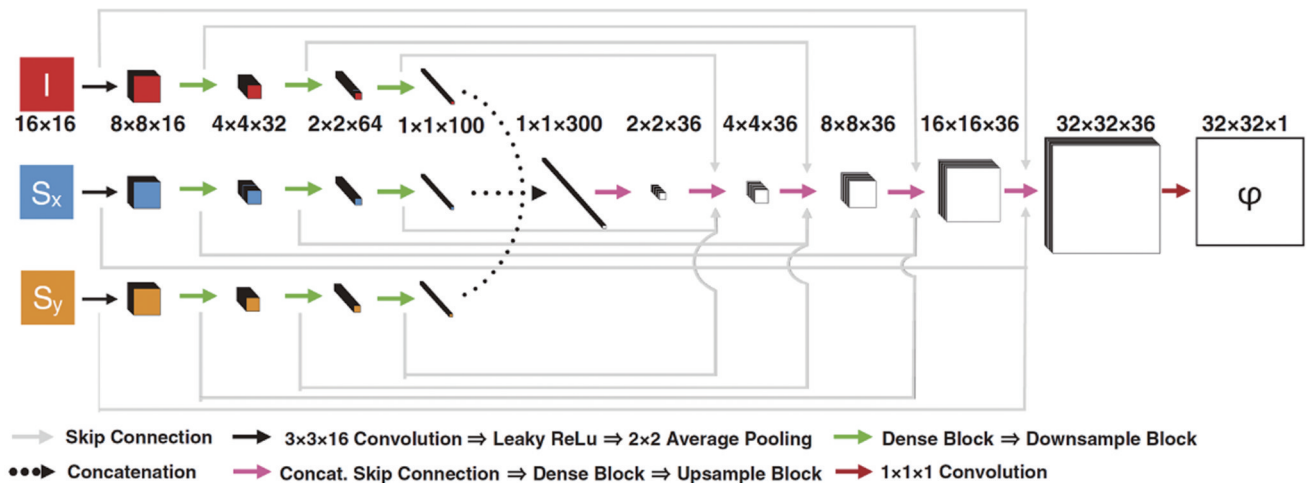 I
16×16 8×8×16 4×4×32 2×2×64 1×1×100 1×1×300 2×2×36 4×4×36 8×8×36 16×16×36 32×32×36 32×32×1
Sx φ
Sy
Skip Connection 3×3×16 Convolution ⇒ Leaky ReLu ⇒ 2×2 Average Pooling Dense Block ⇒ Downsample Block
Concatenation Concat. Skip Connection ⇒ Dense Block ⇒ Upsample Block 1×1×1 Convolution